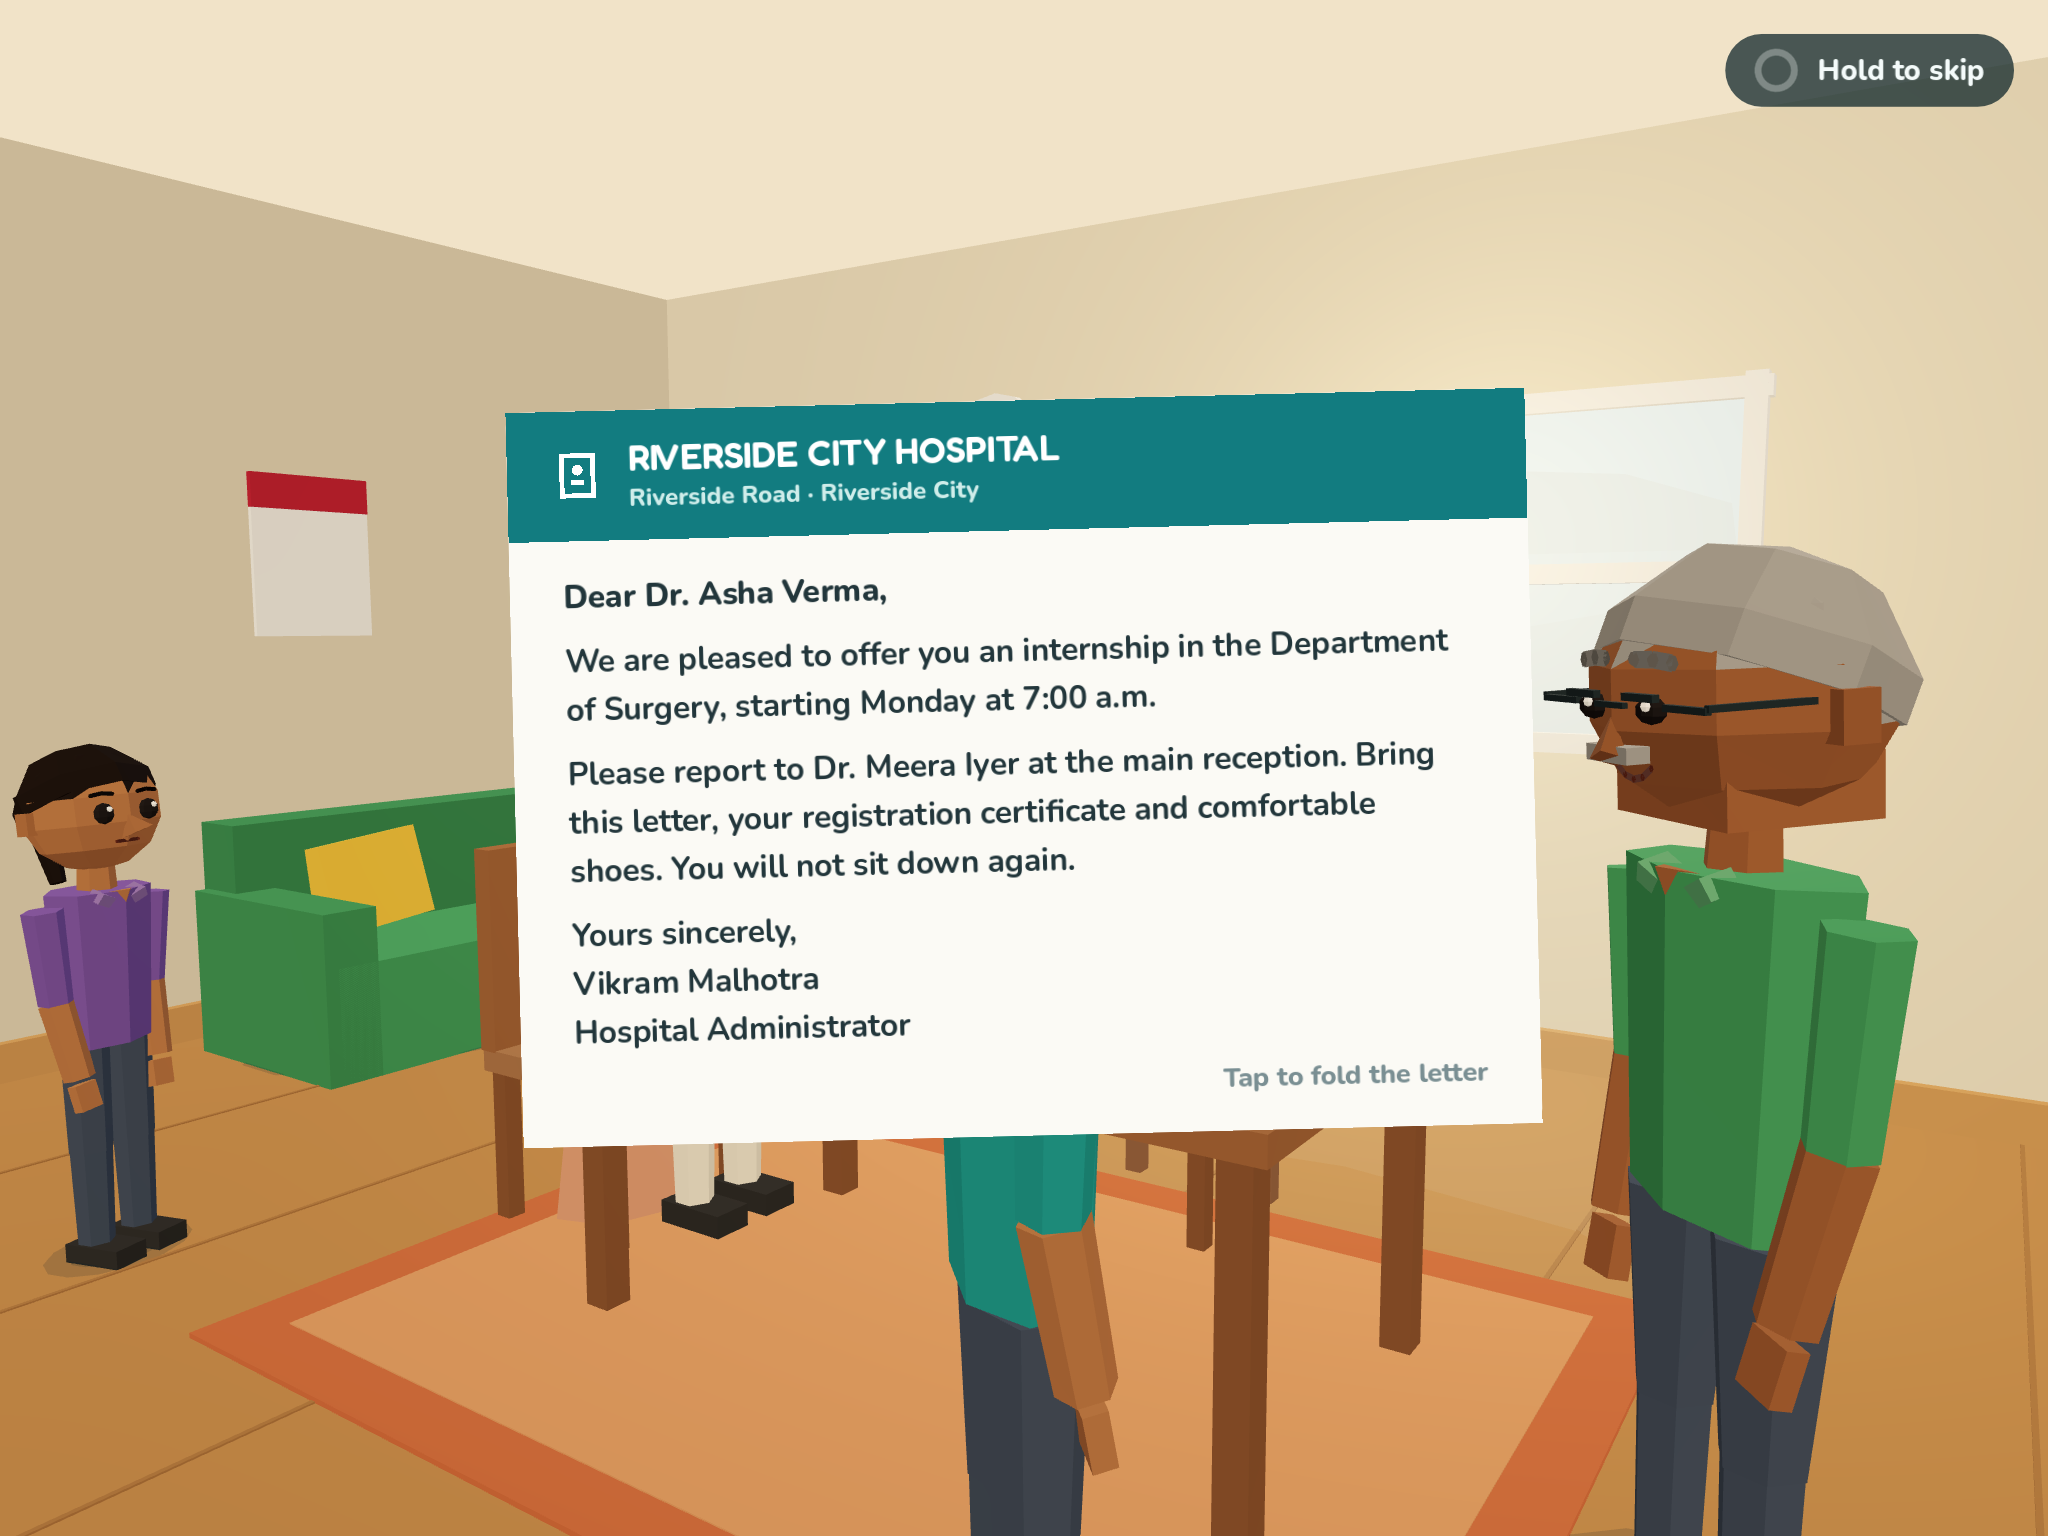 Hold to skip
RIVERSIDE CITY HOSPITAL
Riverside Road · Riverside City
Dear Dr. Asha Verma,
We are pleased to offer you an internship in the Department
of Surgery, starting Monday at 7:00 a.m.
Please report to Dr. Meera Iyer at the main reception. Bring
this letter, your registration certificate and comfortable
shoes. You will not sit down again.
Yours sincerely,
Vikram Malhotra
Hospital Administrator
Tap to fold the letter